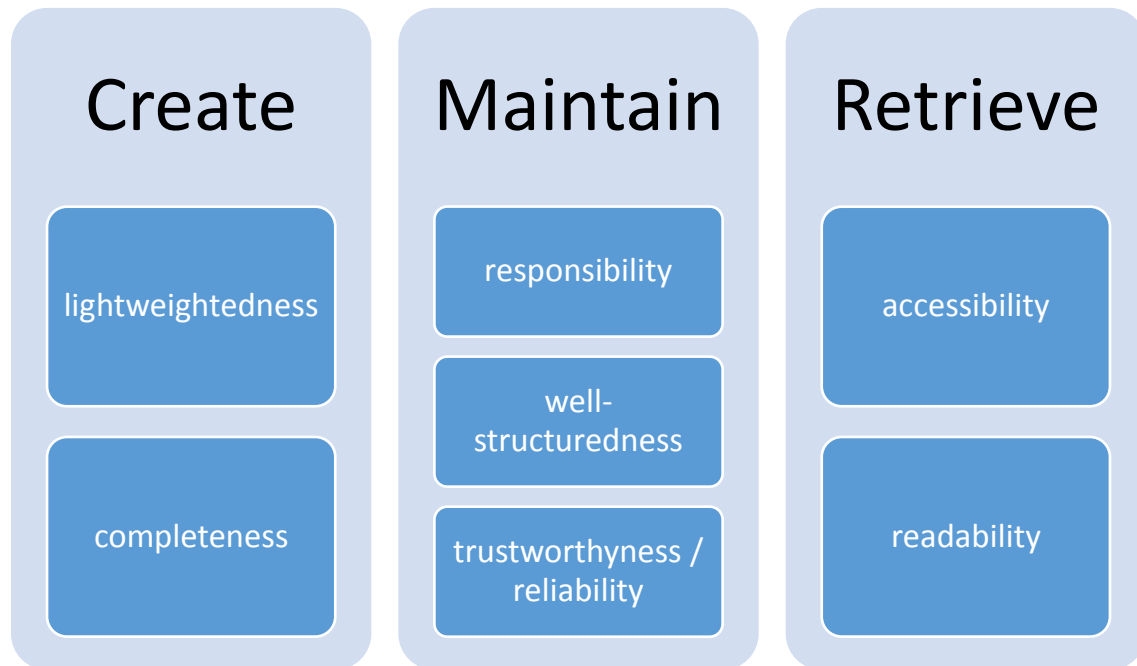 Create
lightweightedness
completeness
Maintain
responsibility
well-
structuredness
trustworthyness /
reliability
Retrieve
accessibility
readability